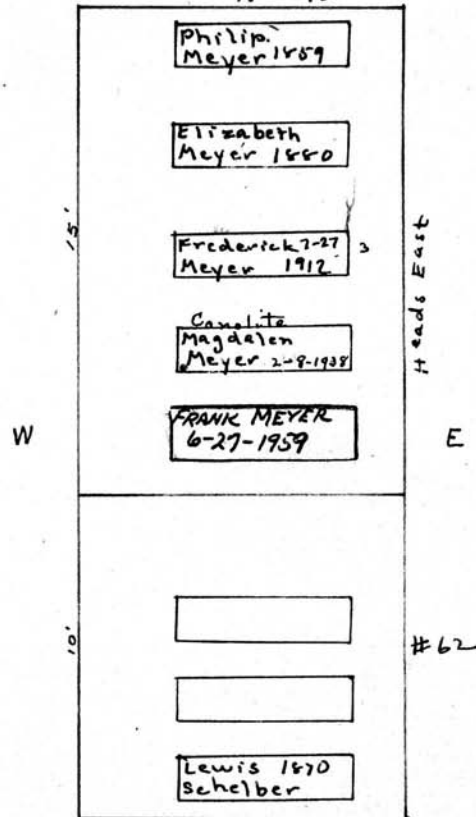 Philip.
Meyer 1859
Elizabeth
Meyer 1880
15'
Frederick 7-27 3
Meyer 1912
Heads East
Magdalen
Meyer 2-8-1938
FRANK MEYER
6-27-1959
W
E
10'
#62
Lewis 1870
Schelber